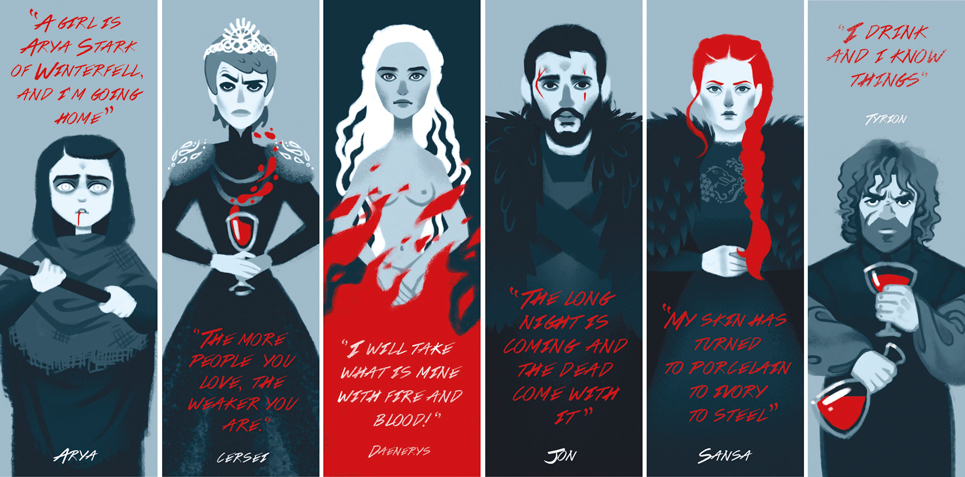 "A GIRL IS
ARYA STARK
OF WINTERFELL,
AND I'M GOING
HOME"
ARYA
"THE MORE
PEOPLE YOU
LOVE, THE
WEAKER YOU
ARE."
CERSEI
"I WILL TAKE
WHAT IS MINE
WITH FIRE AND
BLOOD!"
DAENERYS
"THE LONG
NIGHT IS
COMING AND
THE DEAD
COME WITH
IT"
JON
"MY SKIN HAS
TURNED
TO PORCELAIN
TO IVORY
TO STEEL"
SANSA
"I DRINK
AND I KNOW
THINGS"
TYRION